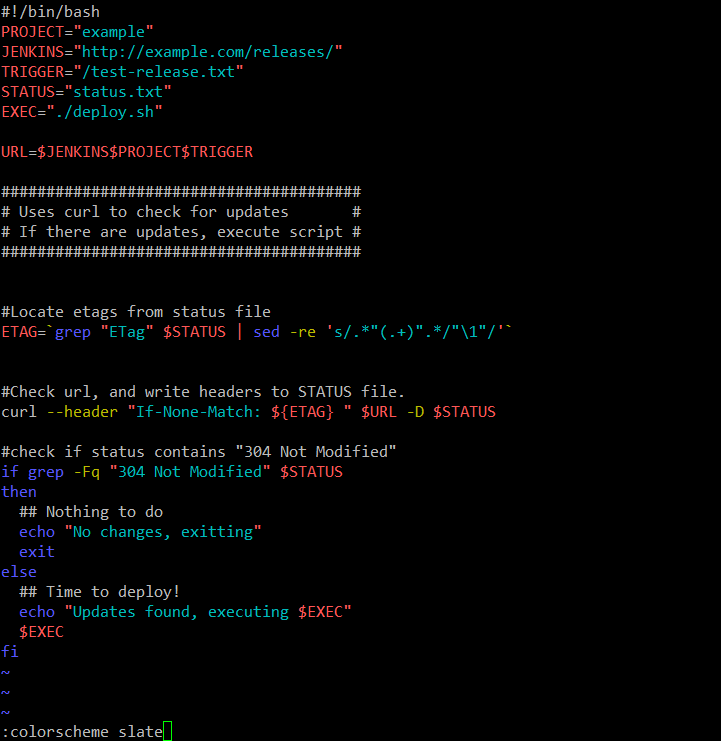 #!/bin/bash
PROJECT="example"
JENKINS="http://example.com/releases/"
TRIGGER="/test-release.txt"
STATUS="status.txt"
EXEC="./deploy.sh"
URL=$JENKINS$PROJECT$TRIGGER
########################################
# Uses curl to check for updates       #
# If there are updates, execute script #
########################################
#Locate etags from status file
ETAG=`grep "ETag" $STATUS | sed -re 's/.*"(.+)".*/"\1"/'`
#Check url, and write headers to STATUS file.
curl --header "If-None-Match: ${ETAG} " $URL -D $STATUS
#check if status contains "304 Not Modified"
if grep -Fq "304 Not Modified" $STATUS
then
  ## Nothing to do
  echo "No changes, exitting"
  exit
else
  ## Time to deploy!
  echo "Updates found, executing $EXEC"
  $EXEC
fi
~
~
~
:colorscheme slate